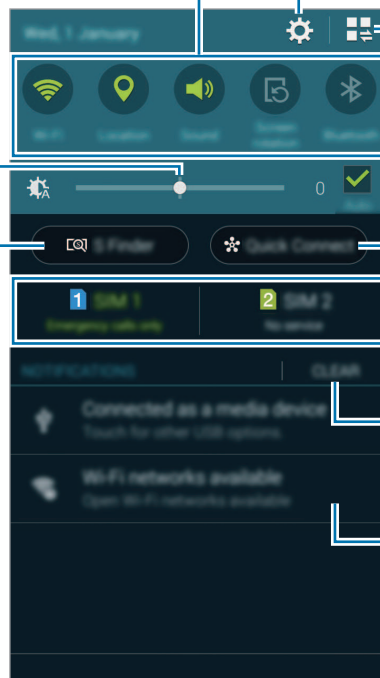 Wed, 1 January
Wi-Fi
Location
Sound
Screen
rotation
Bluetooth
A
0
Auto
S Finder
Quick Connect
1 SIM 1
Emergency calls only
2 SIM 2
No service
NOTIFICATIONS
CLEAR
Connected as a media device
Touch for other USB options.
Wi-Fi networks available
Open Wi-Fi networks available